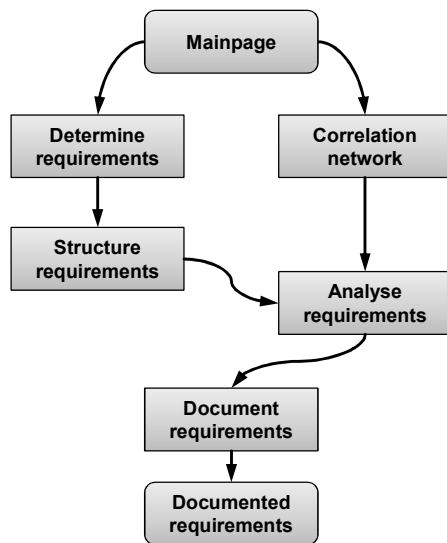 Mainpage
Determine
requirements
Correlation
network
Structure
requirements
Analyse
requirements
Document
requirements
Documented
requirements